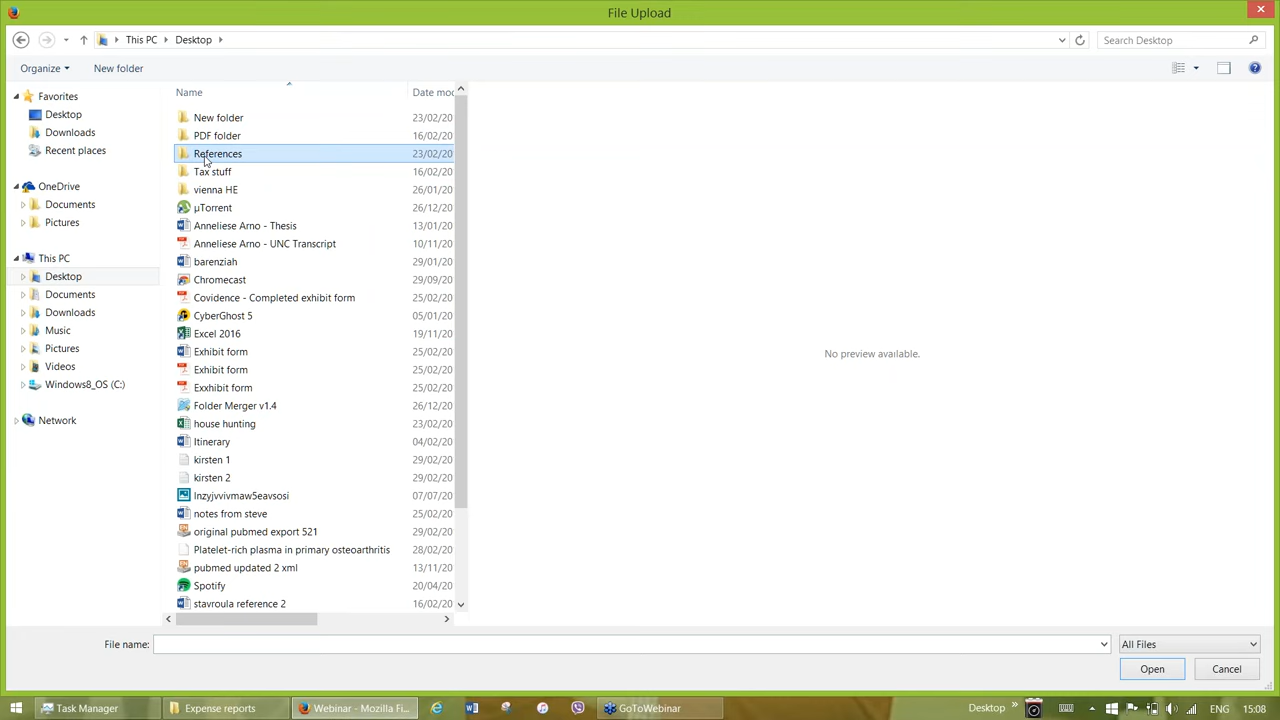 File Upload
This PC Desktop
Search Desktop
Organize New folder
Favorites
Desktop
Downloads
Recent places
OneDrive
Documents
Pictures
This PC
Desktop
Documents
Downloads
Music
Pictures
Videos
Windows8_OS (C:)
Network
Name Date mod
New folder 23/02/20
PDF folder 16/02/20
References 23/02/20
Tax stuff 16/02/20
vienna HE 26/01/20
µTorrent 26/12/20
Anneliese Arno - Thesis 13/01/20
Anneliese Arno - UNC Transcript 10/11/20
barenziah 29/01/20
Chromecast 29/09/20
Covidence - Completed exhibit form 25/02/20
CyberGhost 5 05/01/20
Excel 2016 19/11/20
Exhibit form 25/02/20
Exhibit form 25/02/20
Exxhibit form 25/02/20
Folder Merger v1.4 26/12/20
house hunting 23/02/20
Itinerary 04/02/20
kirsten 1 29/02/20
kirsten 2 29/02/20
Inzyjvvivmaw5eavsosi 07/07/20
notes from steve 25/02/20
original pubmed export 521 29/02/20
Platelet-rich plasma in primary osteoarthritis 28/02/20
pubmed updated 2 xml 13/11/20
Spotify 20/04/20
stavroula reference 2 16/02/20
No preview available.
File name:
All Files
Open Cancel
Task Manager Expense reports Webinar - Mozilla Fi... GoToWebinar Desktop » ENG 15:08